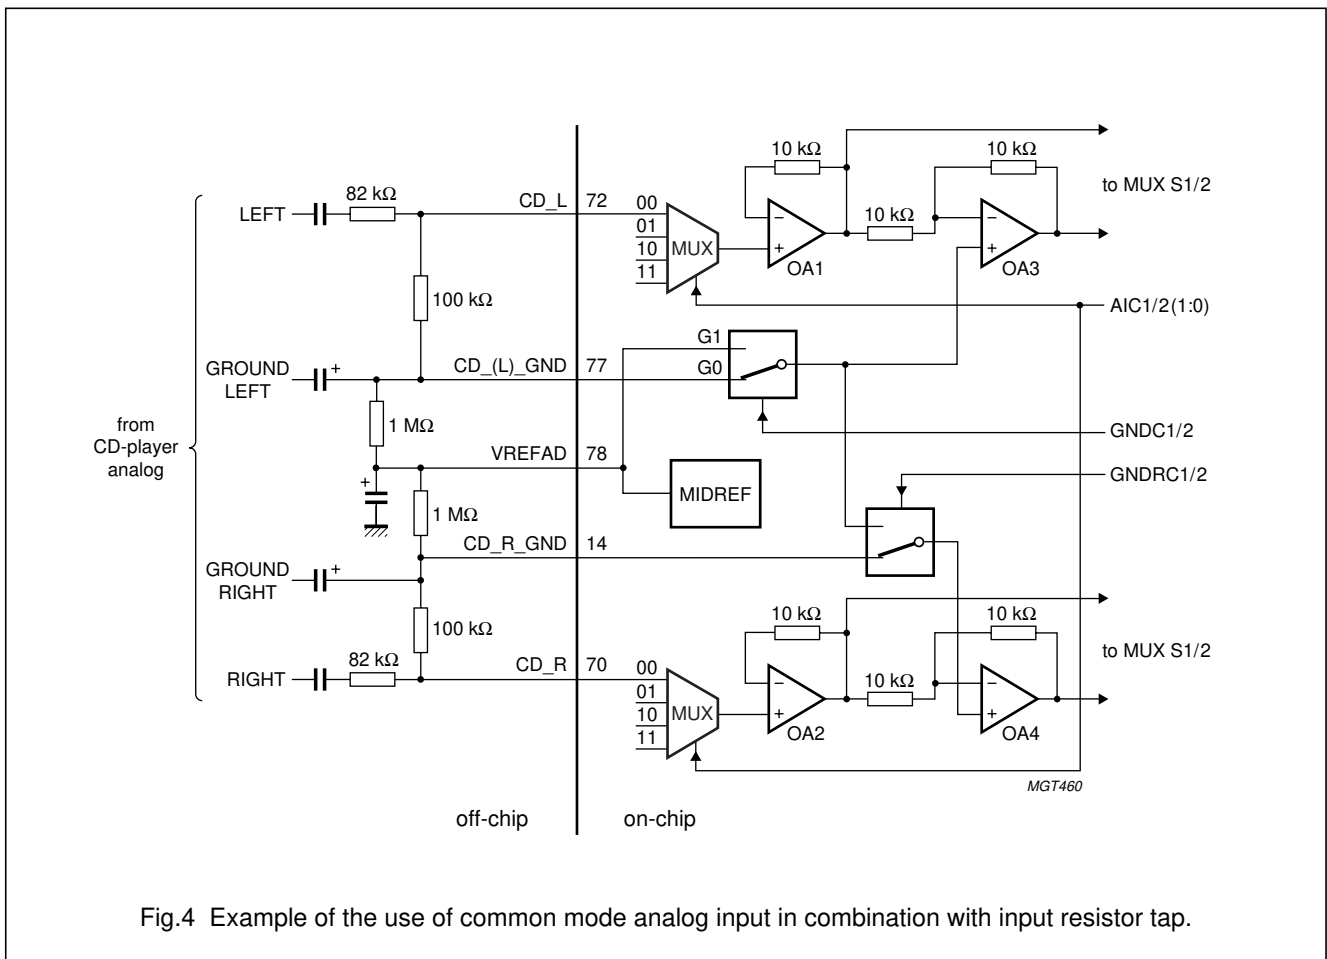 10 kΩ
10 kΩ
to MUX S1/2
82 kΩ
LEFT
CD_L
72
00
01
10
11
MUX
10 kΩ
−
+
OA1
−
+
OA3
100 kΩ
AIC1/2(1:0)
G1
G0
GROUND
LEFT
+
CD_(L)_GND
77
1 MΩ
from
CD-player
analog
GNDC1/2
VREFAD
78
MIDREF
GNDRC1/2
+
1 MΩ
CD_R_GND
14
GROUND
RIGHT
+
100 kΩ
10 kΩ
10 kΩ
to MUX S1/2
82 kΩ
RIGHT
CD_R
70
00
01
10
11
MUX
10 kΩ
−
+
OA2
−
+
OA4
MGT460
off-chip
on-chip
Fig.4 Example of the use of common mode analog input in combination with input resistor tap.